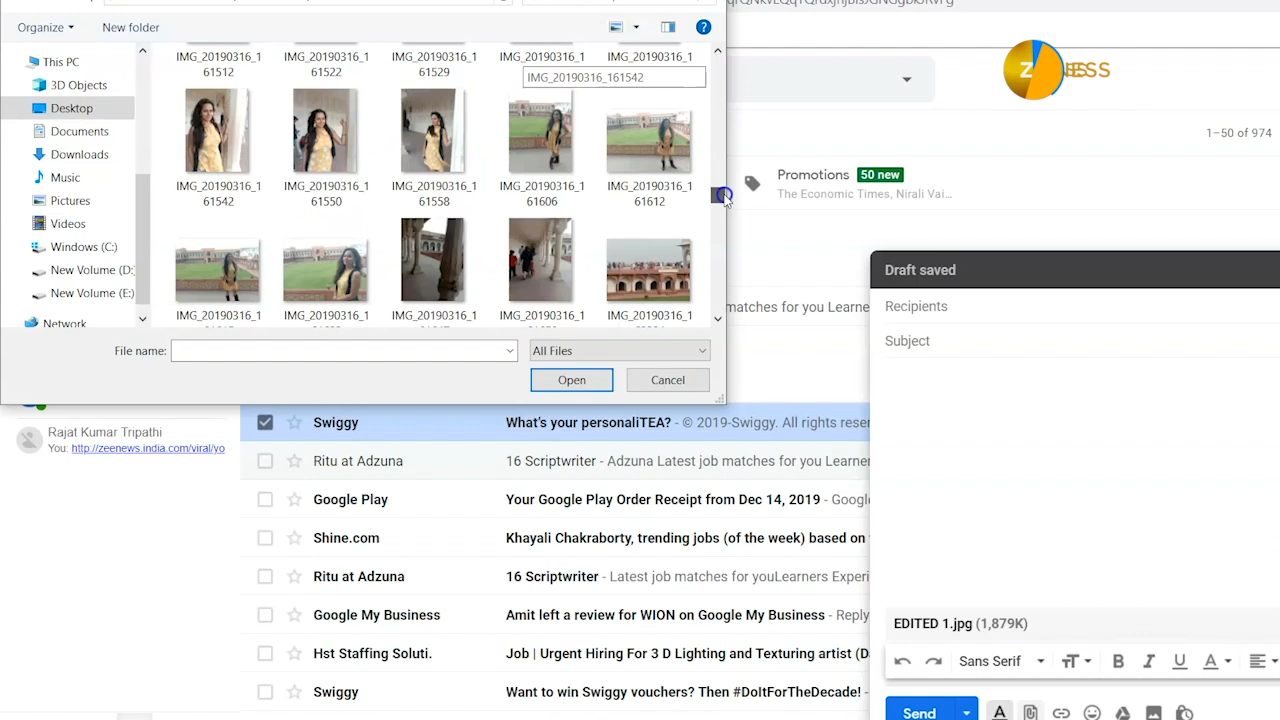 Organize
New folder
This PC
3D Objects
Desktop
Documents
Downloads
Music
Pictures
Videos
Windows (C:)
New Volume (D:
New Volume (E:)
Network
IMG_20190316_1
61512
IMG_20190316_1
61522
IMG_20190316_1
61529
IMG_20190316_1
IMG_20190316_1
IMG_20190316_161542
IMG_20190316_1
61542
IMG_20190316_1
61550
IMG_20190316_1
61558
IMG_20190316_1
61606
IMG_20190316_1
61612
IMG_20190316_1
IMG_20190316_1
IMG_20190316_1
IMG_20190316_1
IMG_20190316_1
File name:
All Files
Open
Cancel
Z
ESS
1–50 of 974
Promotions
50 new
The Economic Times, Nirali Vai...
matches for you Learne
Rajat Kumar Tripathi
You: http://zeenews.india.com/viral/yo
Swiggy What's your personaliTEA? - © 2019-Swiggy. All rights rese
Ritu at Adzuna 16 Scriptwriter - Adzuna Latest job matches for you Learner
Google Play Your Google Play Order Receipt from Dec 14, 2019 - Googl
Shine.com Khayali Chakraborty, trending jobs (of the week) based on
Ritu at Adzuna 16 Scriptwriter - Latest job matches for youLearners Experi
Google My Business Amit left a review for WION on Google My Business - Reply
Hst Staffing Soluti. Job | Urgent Hiring For 3 D Lighting and Texturing artist (D
Swiggy Want to win Swiggy vouchers? Then #DoItForTheDecade! -
Draft saved
Recipients
Subject
EDITED 1.jpg (1,879K)
Sans Serif
B I U A
Send
A